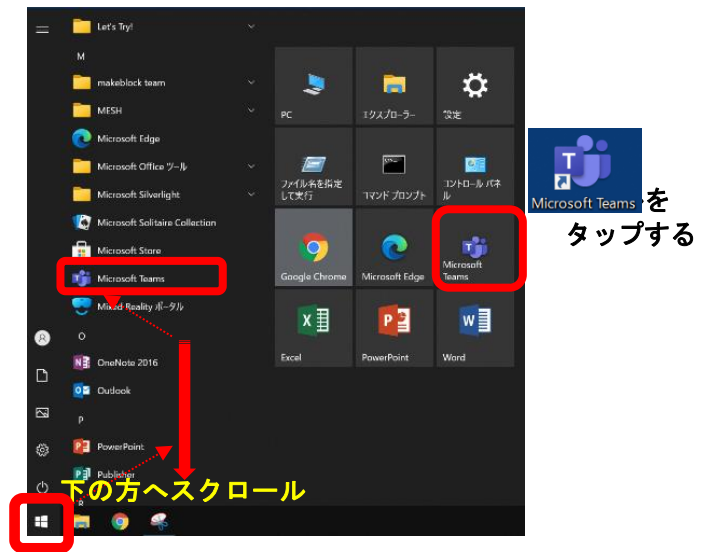 Let's Try!
M
makeblock team
MESH
Microsoft Edge
Microsoft Office ツール
Microsoft Silverlight
Microsoft Solitaire Collection
Microsoft Store
Microsoft Teams
Mixed Reality ポータル
O
OneNote 2016
Outlook
P
PowerPoint
Publisher
R
PC
エクスプローラー
設定
ファイル名を指定
して実行
コマンド プロンプト
コントロール パネ
ル
Google Chrome
Microsoft Edge
Microsoft
Teams
Excel
PowerPoint
Word
下の方へスクロール
Microsoft Teams
を
タップする